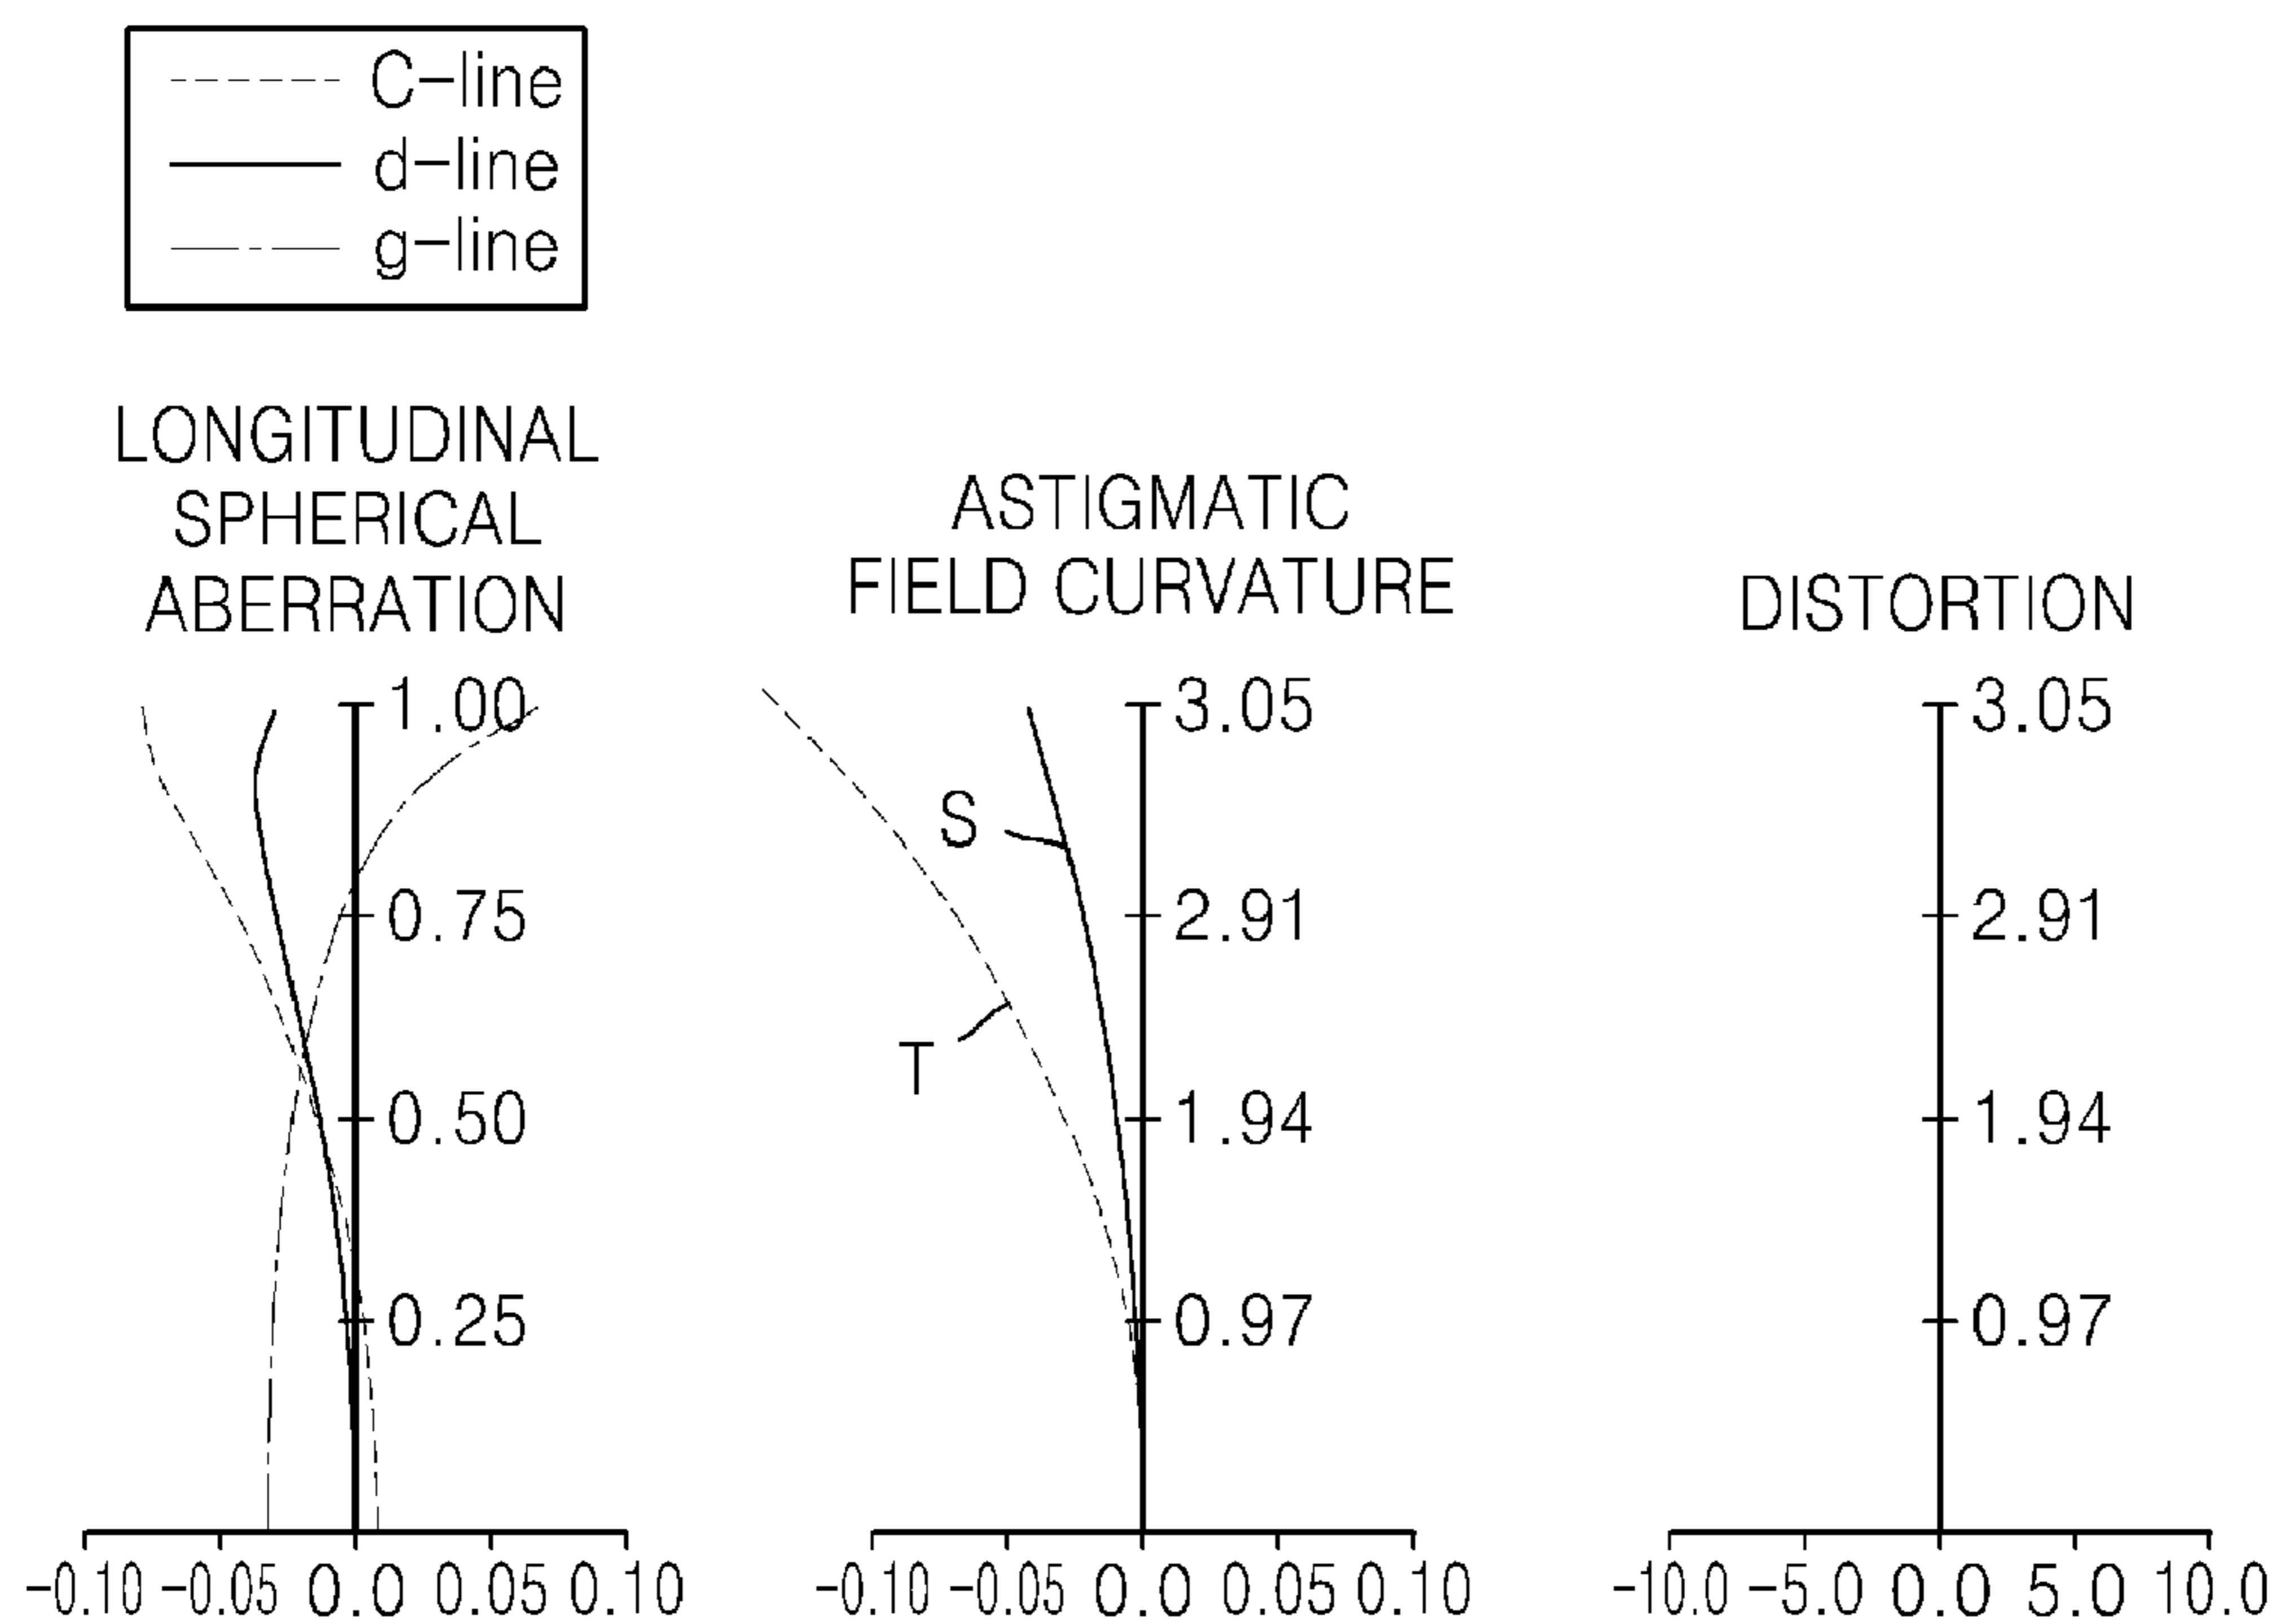 C-line
d-line
g-line
LONGITUDINAL
SPHERICAL
ABERRATION
1.00
0.75
0.50
0.25
-0.10 -0.05 0.0 0.05 0.10
ASTIGMATIC
FIELD CURVATURE
3.05
S
2.91
T
1.94
0.97
-0.10 -0.05 0.0 0.05 0.10
DISTORTION
3.05
2.91
1.94
0.97
-10.0 -5.0 0.0 5.0 10.0